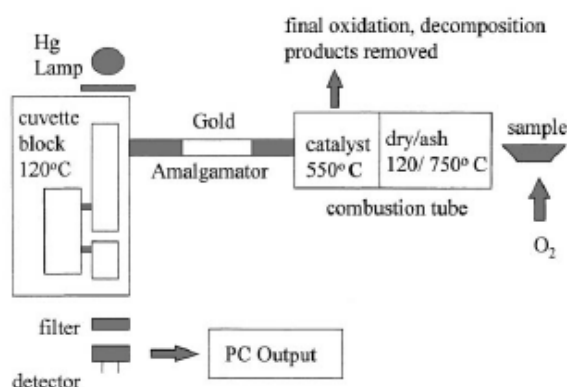 final oxidation, decomposition
products removed
Hg
Lamp
cuvette
block
120°C
Gold
Amalgamator
catalyst
550°C
dry/ash
120/ 750° C
combustion tube
sample
O₂
filter
detector
PC Output